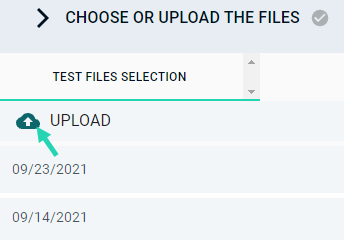 CHOOSE OR UPLOAD THE FILES
TEST FILES SELECTION
UPLOAD
09/23/2021
09/14/2021